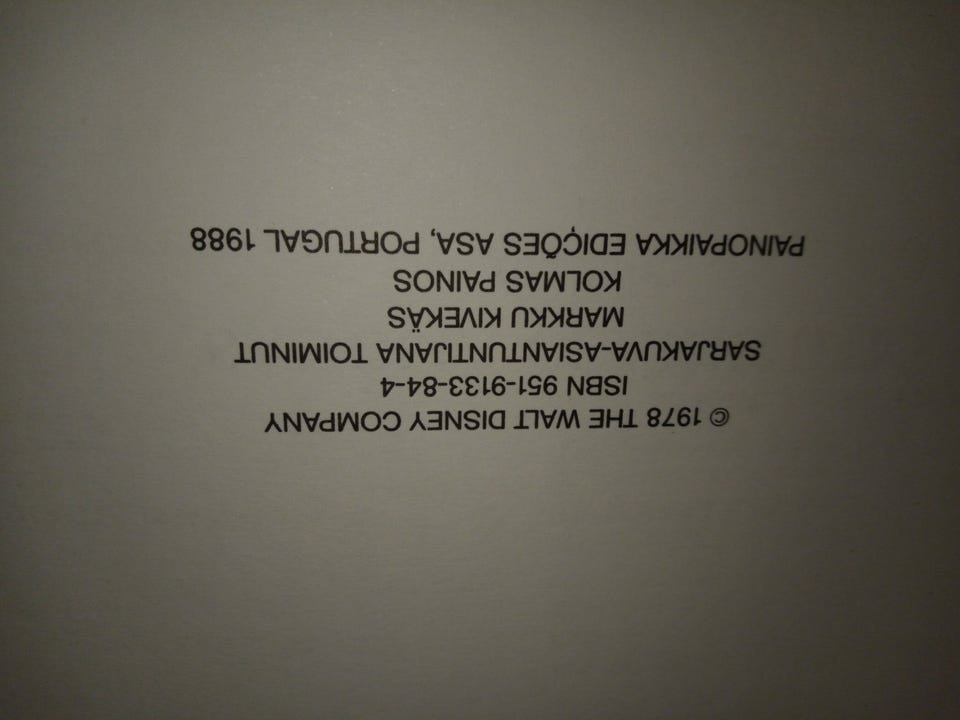 © 1978 THE WALT DISNEY COMPANY
ISBN 951-9133-84-4
SARJAKUVA-ASIANTUNTIJANA TOIMINUT
MARKKU KIVEKÄS
KOLMAS PAINOS
PAINOPAIKKA EDIÇÕES ASA, PORTUGAL 1988